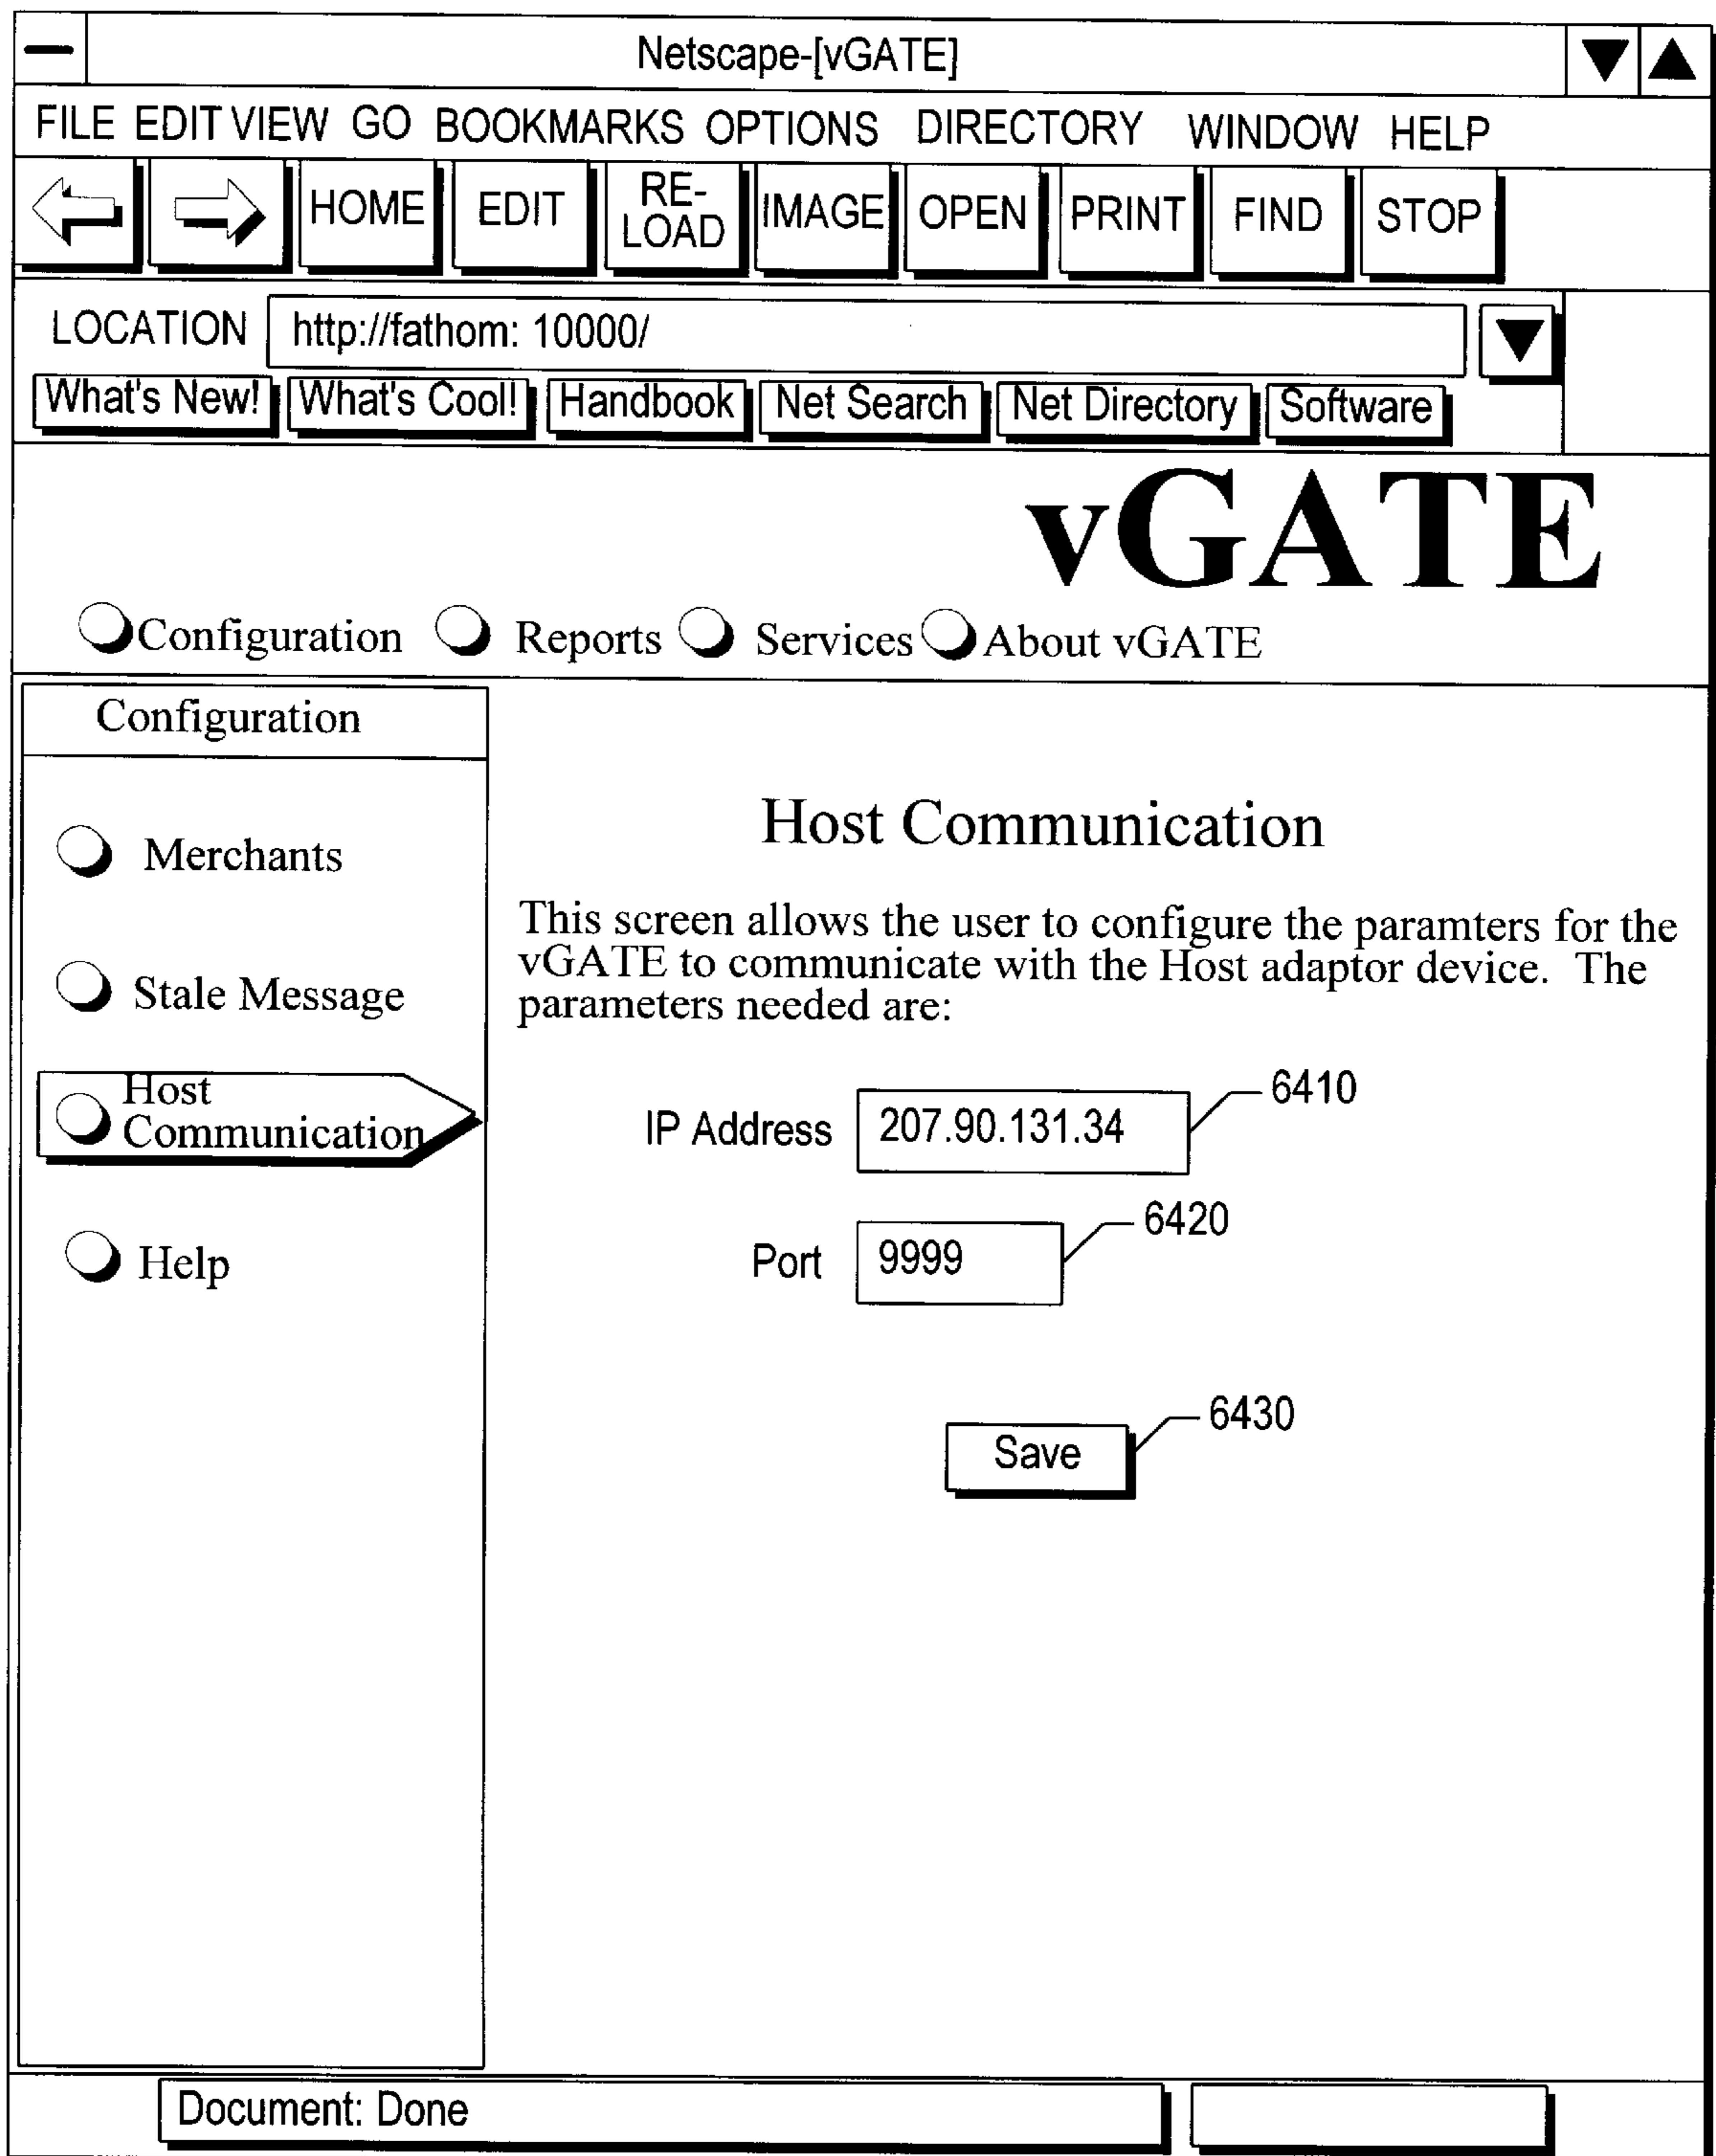 Netscape-[vGATE]
FILE EDIT VIEW GO BOOKMARKS OPTIONS DIRECTORY WINDOW HELP
HOME EDIT RE-LOAD IMAGE OPEN PRINT FIND STOP
LOCATION http://fathom: 10000/
What's New! What's Cool! Handbook Net Search Net Directory Software
vGATE
Configuration Reports Services About vGATE
Configuration
Merchants
Stale Message
Host
Communication
Help
Host Communication
This screen allows the user to configure the paramters for the
vGATE to communicate with the Host adaptor device. The
parameters needed are:
IP Address 207.90.131.34 6410
Port 9999 6420
Save 6430
Document: Done